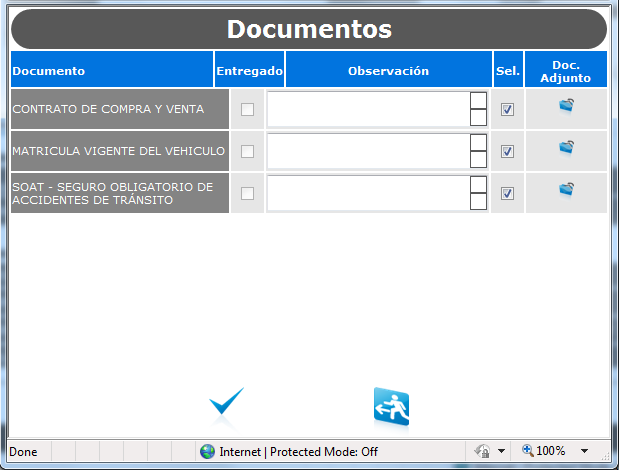 Documentos
Documento Entregado Observación Sel. Doc. Adjunto
CONTRATO DE COMPRA Y VENTA
MATRICULA VIGENTE DEL VEHICULO
SOAT - SEGURO OBLIGATORIO DE
ACCIDENTES DE TRÁNSITO
Done Internet | Protected Mode: Off 100%